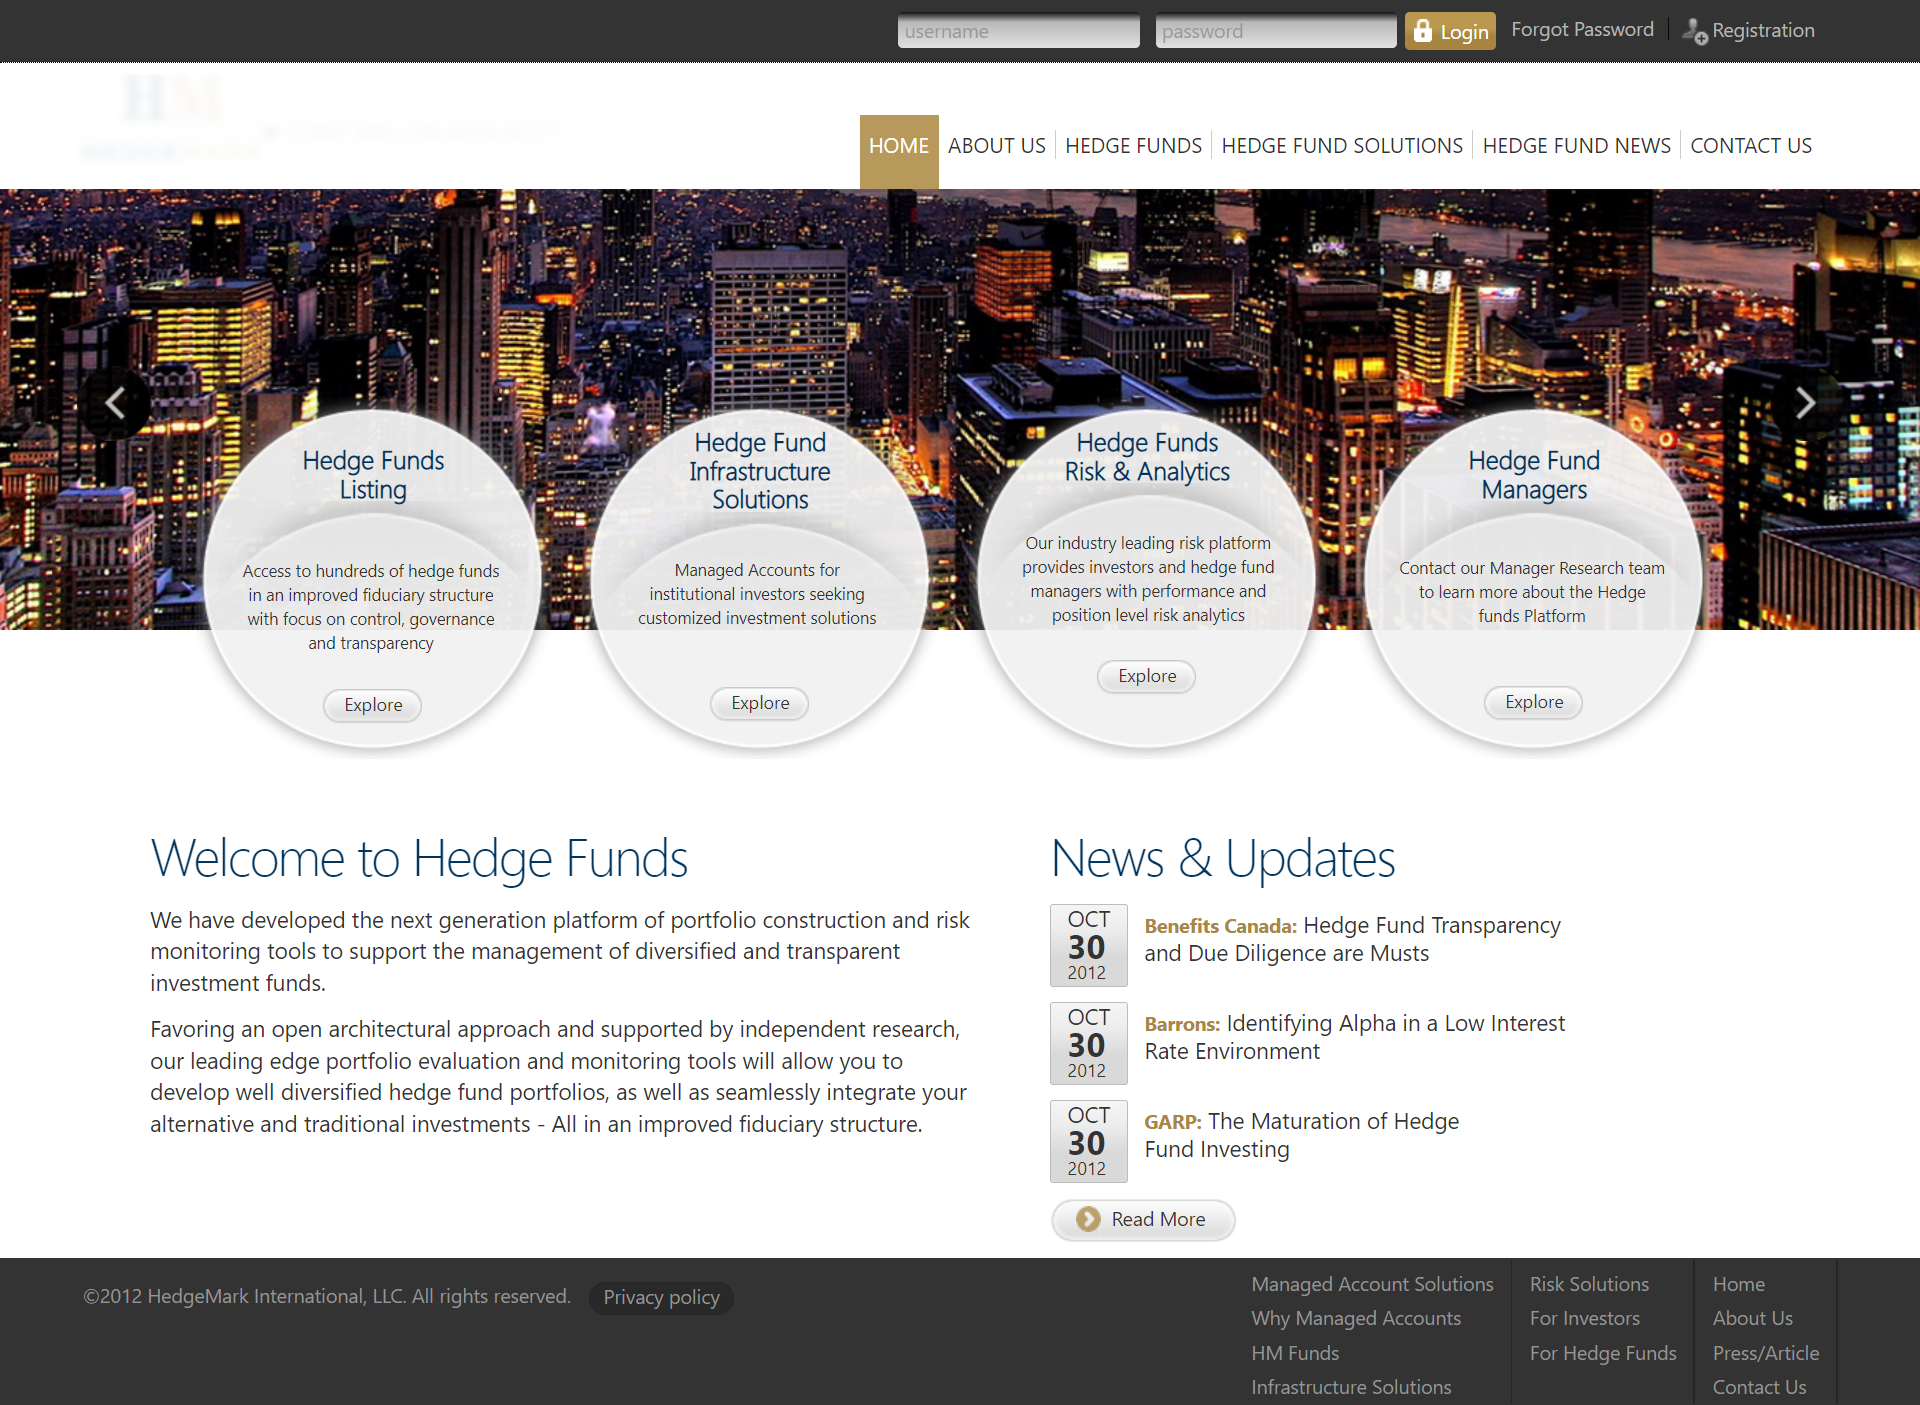 username
password
Login
Forgot Password
Registration
HM
HOME
ABOUT US
HEDGE FUNDS
HEDGE FUND SOLUTIONS
HEDGE FUND NEWS
CONTACT US
Hedge Funds
Listing
Access to hundreds of hedge funds
in an improved fiduciary structure
with focus on control, governance
and transparency
Explore
Hedge Fund
Infrastructure
Solutions
Managed Accounts for
institutional investors seeking
customized investment solutions
Explore
Hedge Funds
Risk & Analytics
Our industry leading risk platform
provides investors and hedge fund
managers with performance and
position level risk analytics
Explore
Hedge Fund
Managers
Contact our Manager Research team
to learn more about the Hedge
funds Platform
Explore
Welcome to Hedge Funds
We have developed the next generation platform of portfolio construction and risk
monitoring tools to support the management of diversified and transparent
investment funds.
Favoring an open architectural approach and supported by independent research,
our leading edge portfolio evaluation and monitoring tools will allow you to
develop well diversified hedge fund portfolios, as well as seamlessly integrate your
alternative and traditional investments - All in an improved fiduciary structure.
News & Updates
OCT
30
2012
Benefits Canada: Hedge Fund Transparency
and Due Diligence are Musts
OCT
30
2012
Barrons: Identifying Alpha in a Low Interest
Rate Environment
OCT
30
2012
GARP: The Maturation of Hedge
Fund Investing
Read More
©2012 HedgeMark International, LLC. All rights reserved.
Privacy policy
Managed Account Solutions
Why Managed Accounts
HM Funds
Infrastructure Solutions
Risk Solutions
For Investors
For Hedge Funds
Home
About Us
Press/Article
Contact Us